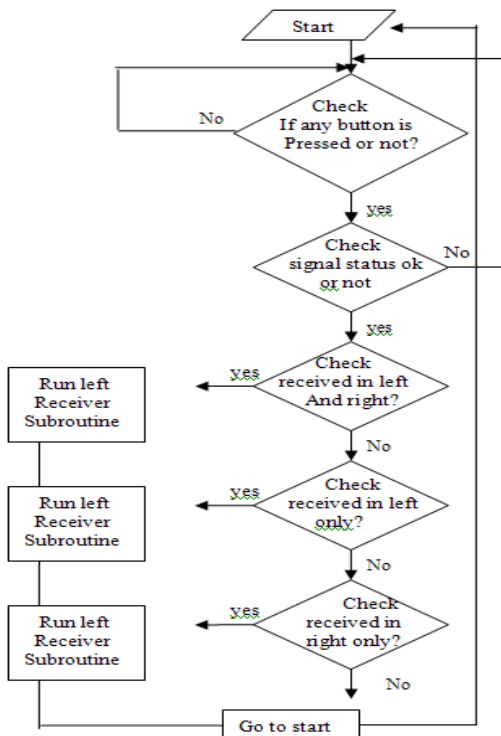 Start
Check
If any button is
Pressed or not?
No
yes
Check
signal status ok
or not
No
yes
Check
received in left
And right?
yes
Run left
Receiver
Subroutine
No
Check
received in left
only?
yes
Run left
Receiver
Subroutine
No
Check
received in
right only?
yes
Run left
Receiver
Subroutine
No
Go to start